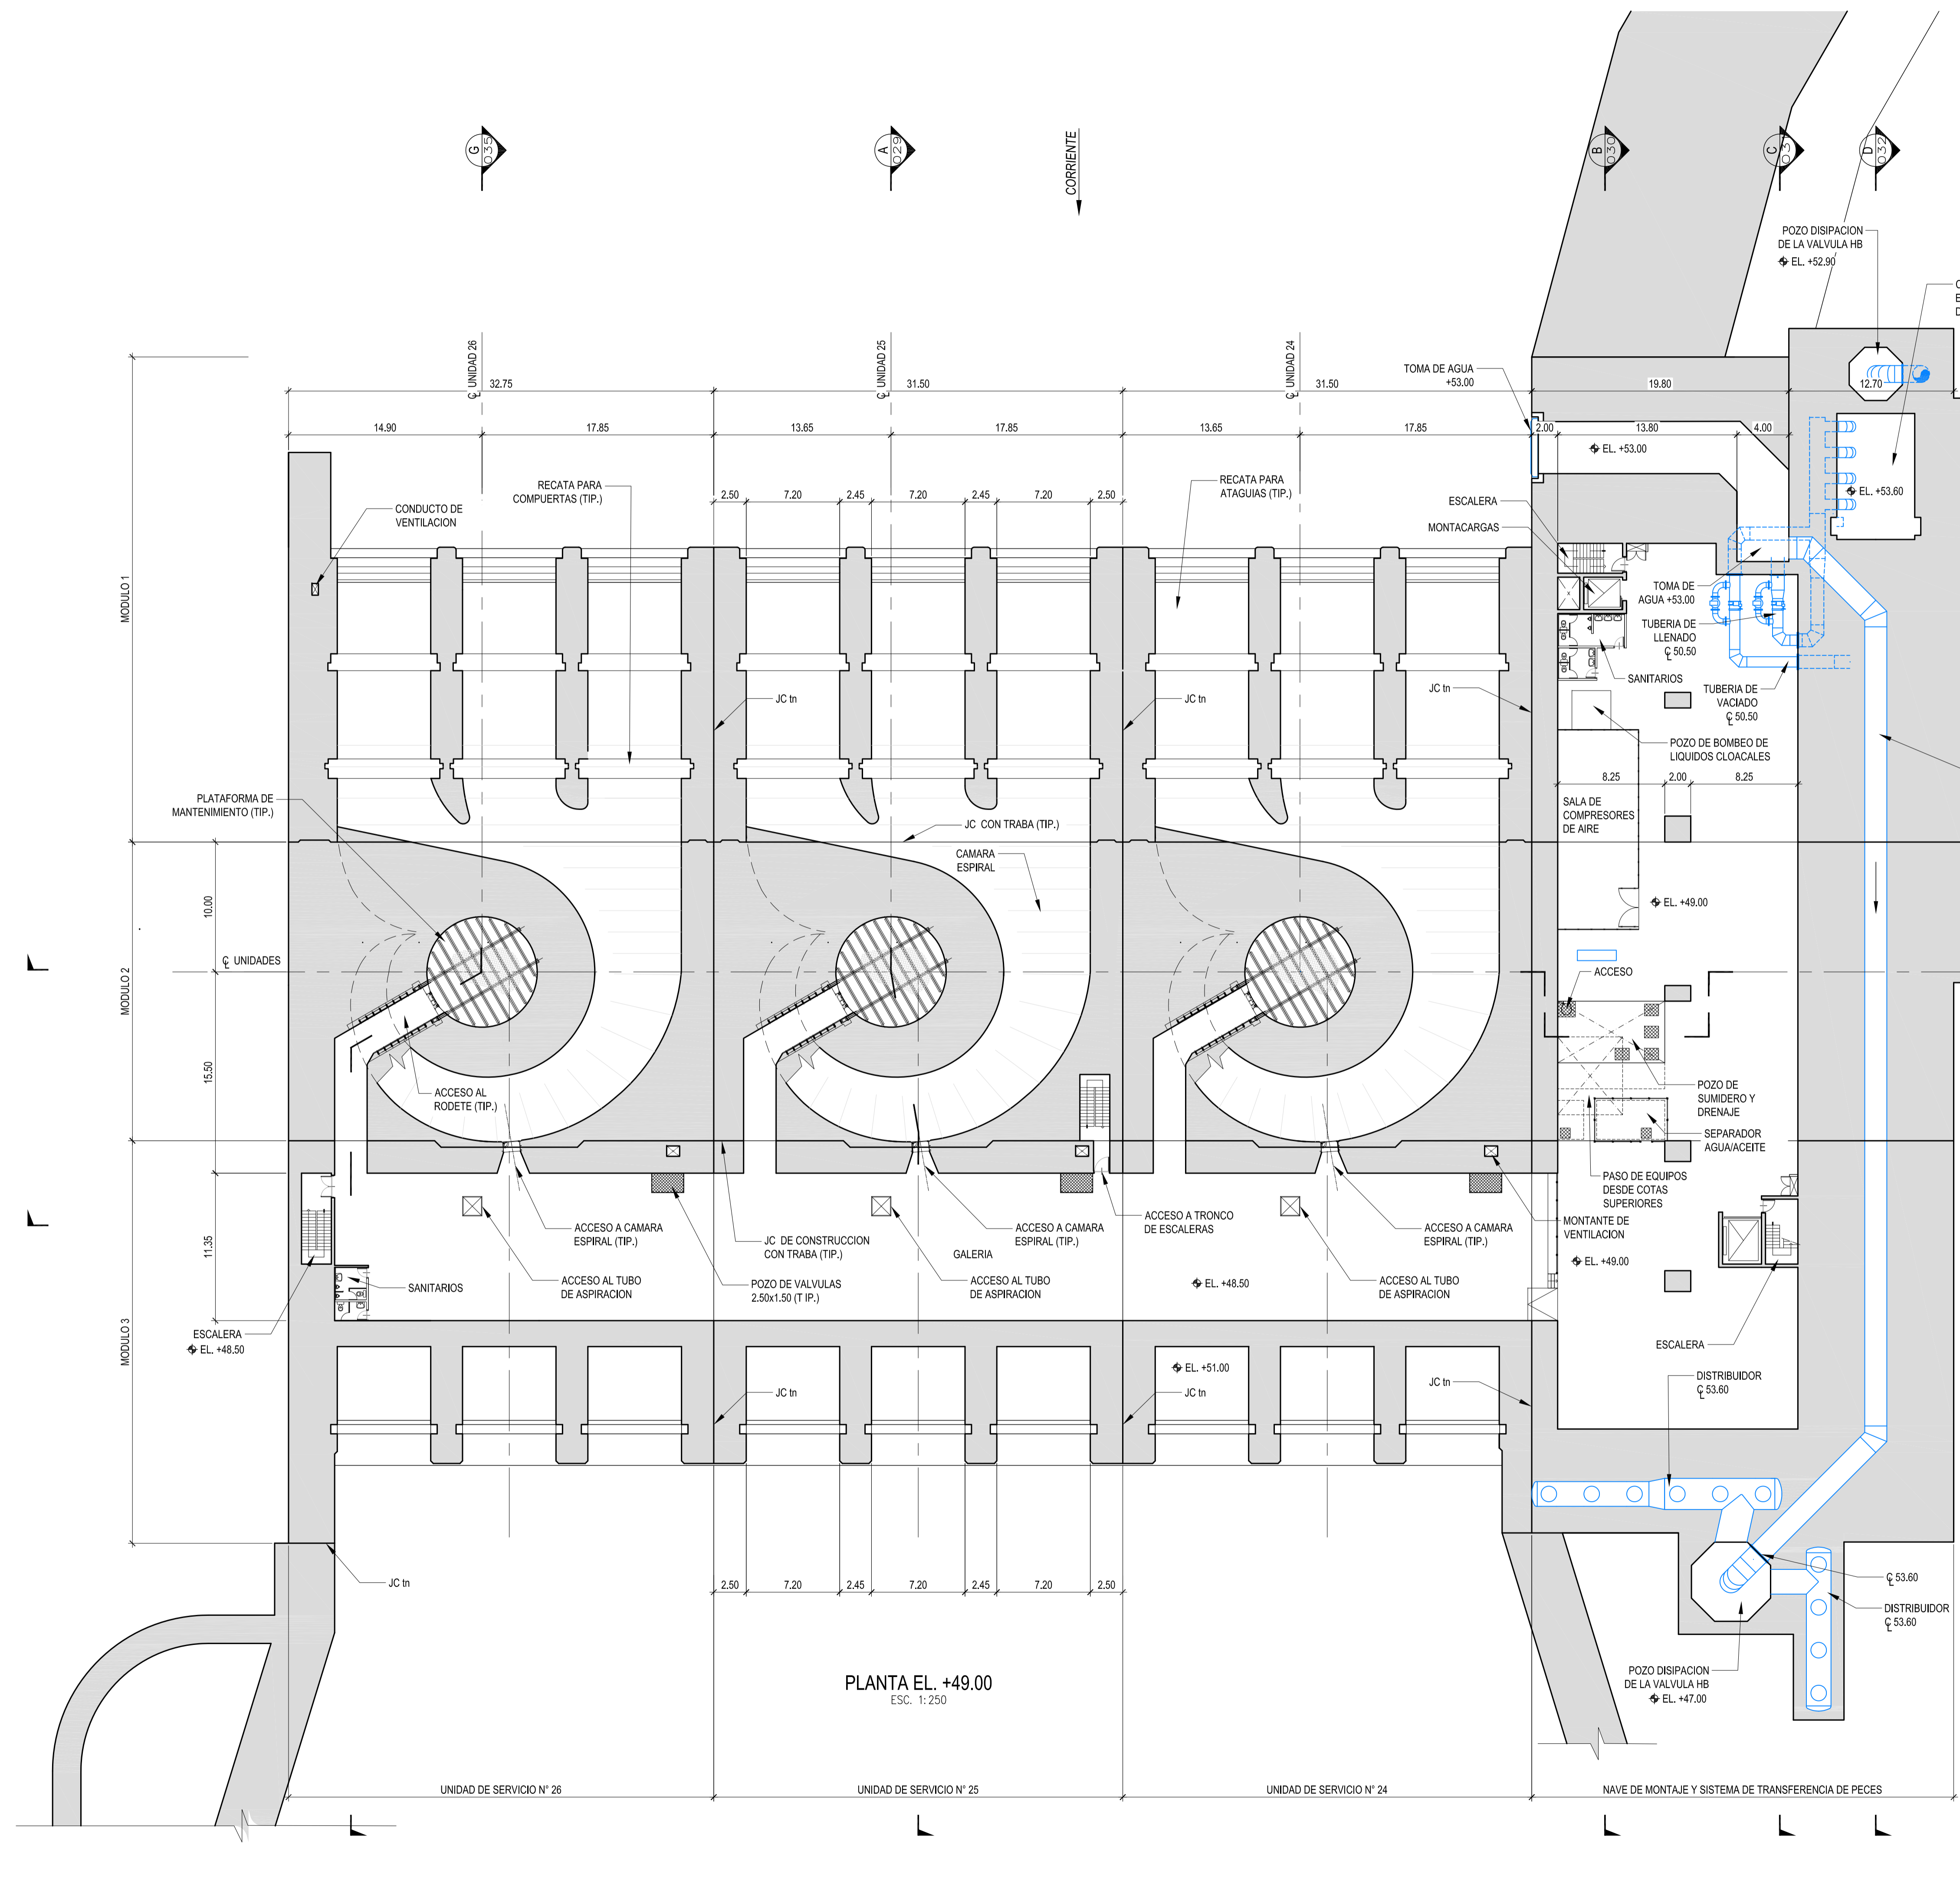 G
035
A
029
CORRIENTE
B
030
C
031
D
032
POZO DISIPACION
DE LA VALVULA HB
EL. +52.90
℄ UNIDAD 26
℄ UNIDAD 25
℄ UNIDAD 24
32.75
31.50
31.50
TOMA DE AGUA
+53.00
19.80
12.70
14.90
17.85
13.65
17.85
13.65
17.85
2.00
13.80
4.00
EL. +53.00
RECATA PARA
COMPUERTAS (TIP.)
RECATA PARA
ATAGUIAS (TIP.)
EL. +53.60
CONDUCTO DE
VENTILACION
2.50
7.20
2.45
7.20
2.45
7.20
2.50
ESCALERA
MONTACARGAS
MODULO 1
TOMA DE
AGUA +53.00
TUBERIA DE
LLENADO
℄ 50.50
SANITARIOS
TUBERIA DE
VACIADO
℄ 50.50
JC tn
JC tn
JC tn
POZO DE BOMBEO DE
LIQUIDOS CLOACALES
8.25
2.00
8.25
PLATAFORMA DE
MANTENIMIENTO (TIP.)
SALA DE
COMPRESORES
DE AIRE
JC CON TRABA (TIP.)
CAMARA
ESPIRAL
10.00
EL. +49.00
℄ UNIDADES
MODULO 2
ACCESO
15.50
ACCESO AL
RODETE (TIP.)
POZO DE
SUMIDERO Y
DRENAJE
SEPARADOR
AGUA/ACEITE
PASO DE EQUIPOS
DESDE COTAS
SUPERIORES
11.35
ACCESO A CAMARA
ESPIRAL (TIP.)
JC DE CONSTRUCCION
CON TRABA (TIP.)
GALERIA
ACCESO A CAMARA
ESPIRAL (TIP.)
ACCESO A TRONCO
DE ESCALERAS
ACCESO A CAMARA
ESPIRAL (TIP.)
MONTANTE DE
VENTILACION
EL. +49.00
SANITARIOS
ACCESO AL TUBO
DE ASPIRACION
POZO DE VALVULAS
2.50x1.50 (T IP.)
ACCESO AL TUBO
DE ASPIRACION
EL. +48.50
ACCESO AL TUBO
DE ASPIRACION
MODULO 3
ESCALERA
EL. +48.50
ESCALERA
EL. +51.00
JC tn
JC tn
JC tn
DISTRIBUIDOR
℄ 53.60
JC tn
2.50
7.20
2.45
7.20
2.45
7.20
2.50
℄ 53.60
DISTRIBUIDOR
℄ 53.60
PLANTA EL. +49.00
ESC. 1:250
POZO DISIPACION
DE LA VALVULA HB
EL. +47.00
UNIDAD DE SERVICIO N° 26
UNIDAD DE SERVICIO N° 25
UNIDAD DE SERVICIO N° 24
NAVE DE MONTAJE Y SISTEMA DE TRANSFERENCIA DE PECES